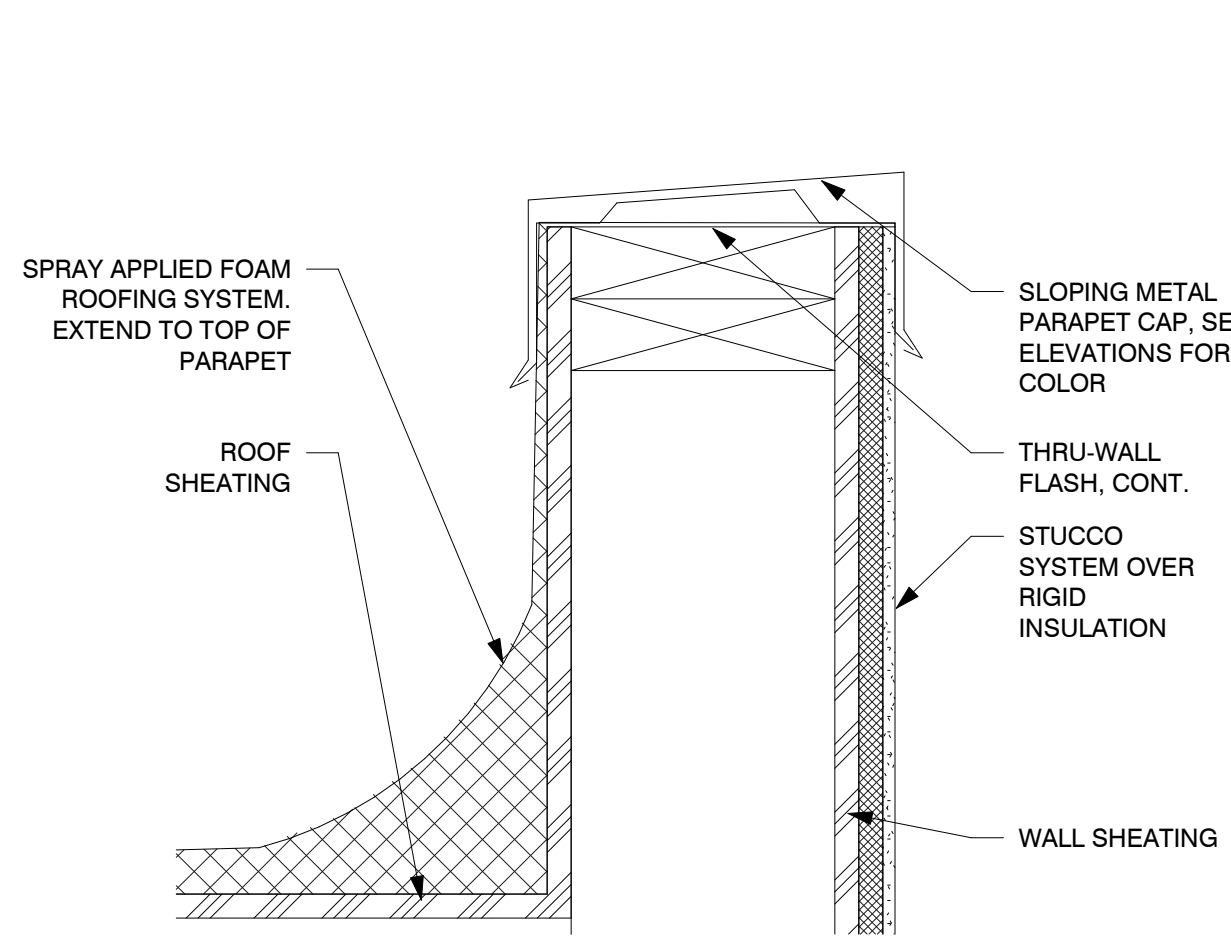 SPRAY APPLIED FOAM
ROOFING SYSTEM.
EXTEND TO TOP OF
PARAPET
ROOF
SHEATING
SLOPING METAL
PARAPET CAP, SE
ELEVATIONS FOR
COLOR
THRU-WALL
FLASH, CONT.
STUCCO
SYSTEM OVER
RIGID
INSULATION
WALL SHEATING